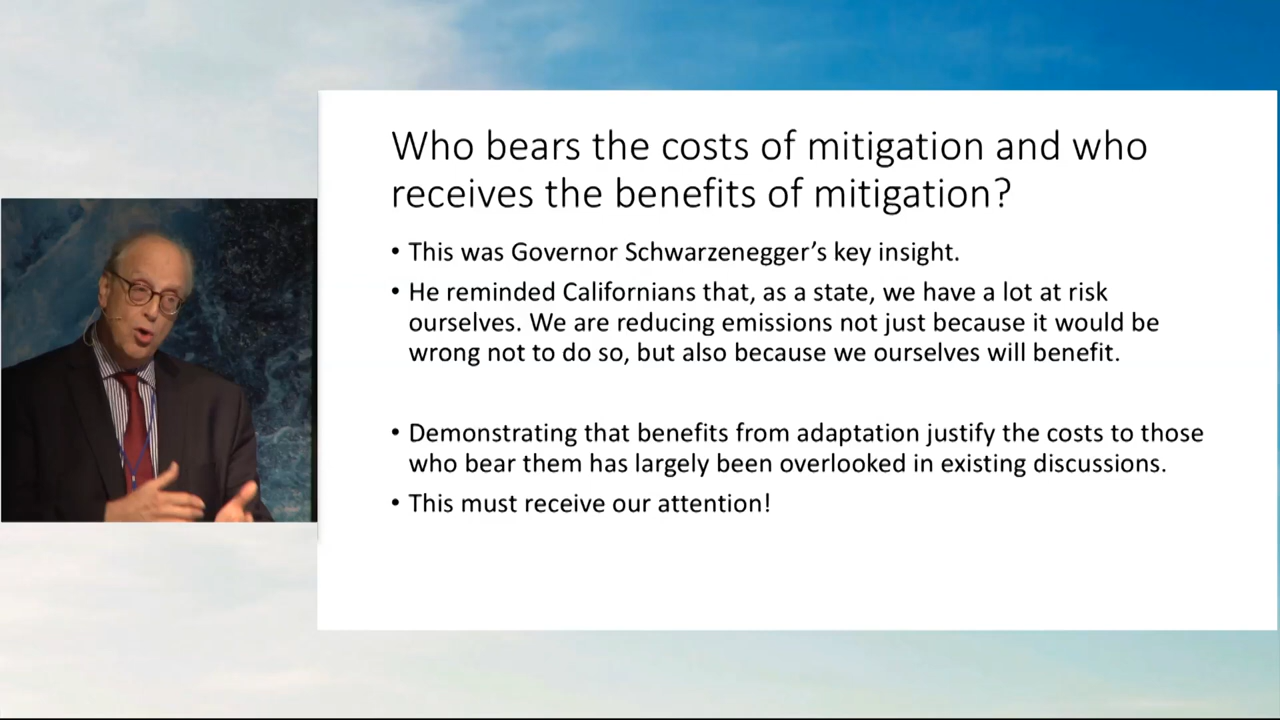 Who bears the costs of mitigation and who
receives the benefits of mitigation?
• This was Governor Schwarzenegger’s key insight.
• He reminded Californians that, as a state, we have a lot at risk
ourselves. We are reducing emissions not just because it would be
wrong not to do so, but also because we ourselves will benefit.
• Demonstrating that benefits from adaptation justify the costs to those
who bear them has largely been overlooked in existing discussions.
• This must receive our attention!